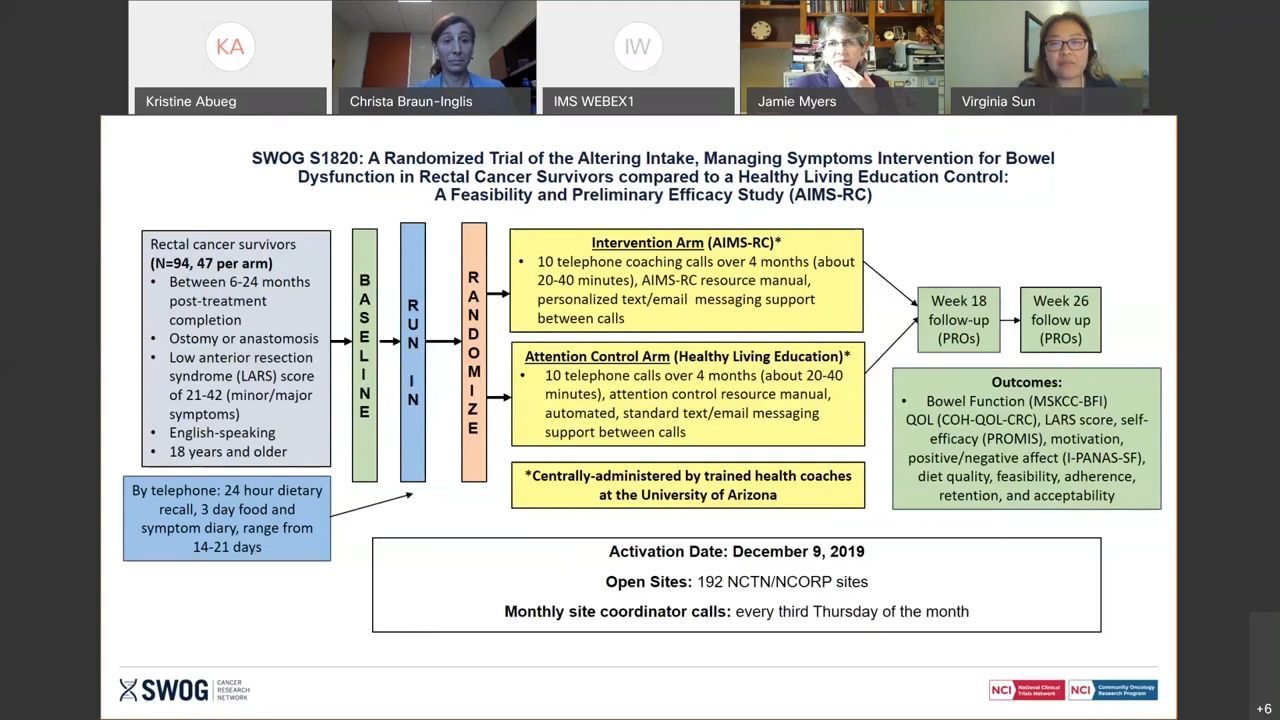 KA
IW
Kristine Abueg
Christa Braun-Inglis
IMS WEBEX1
Jamie Myers
Virginia Sun
SWOG S1820: A Randomized Trial of the Altering Intake, Managing Symptoms Intervention for Bowel
Dysfunction in Rectal Cancer Survivors compared to a Healthy Living Education Control:
A Feasibility and Preliminary Efficacy Study (AIMS-RC)
Rectal cancer survivors
(N=94, 47 per arm)
• Between 6-24 months
post-treatment
completion
• Ostomy or anastomosis
• Low anterior resection
syndrome (LARS) score
of 21-42 (minor/major
symptoms)
• English-speaking
• 18 years and older
By telephone: 24 hour dietary
recall, 3 day food and
symptom diary, range from
14-21 days
BASELINE
RUN IN
RANDOMIZE
Intervention Arm (AIMS-RC)*
• 10 telephone coaching calls over 4 months (about
20-40 minutes), AIMS-RC resource manual,
personalized text/email messaging support
between calls
Attention Control Arm (Healthy Living Education)*
• 10 telephone calls over 4 months (about 20-40
minutes), attention control resource manual,
automated, standard text/email messaging
support between calls
*Centrally-administered by trained health coaches
at the University of Arizona
Week 18
follow-up
(PROs)
Week 26
follow up
(PROs)
Outcomes:
• Bowel Function (MSKCC-BFI)
QOL (COH-QOL-CRC), LARS score, self-
efficacy (PROMIS), motivation,
positive/negative affect (I-PANAS-SF),
diet quality, feasibility, adherence,
retention, and acceptability
Activation Date: December 9, 2019
Open Sites: 192 NCTN/NCORP sites
Monthly site coordinator calls: every third Thursday of the month
SWOG
CANCER
RESEARCH
NETWORK
NCI
National Clinical
Trials Network
NCI
Community Oncology
Research Program
+6